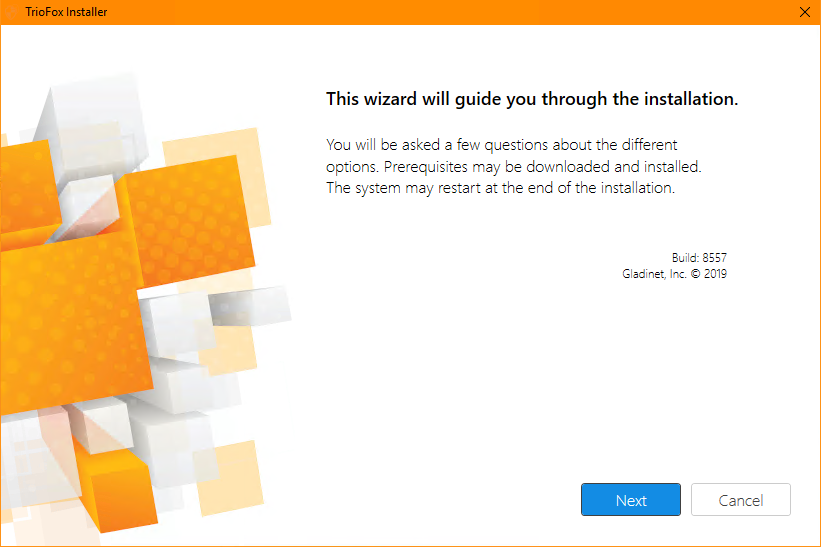 TrioFox Installer
This wizard will guide you through the installation.
You will be asked a few questions about the different
options. Prerequisites may be downloaded and installed.
The system may restart at the end of the installation.
Build: 8557
Gladinet, Inc. © 2019
Next
Cancel